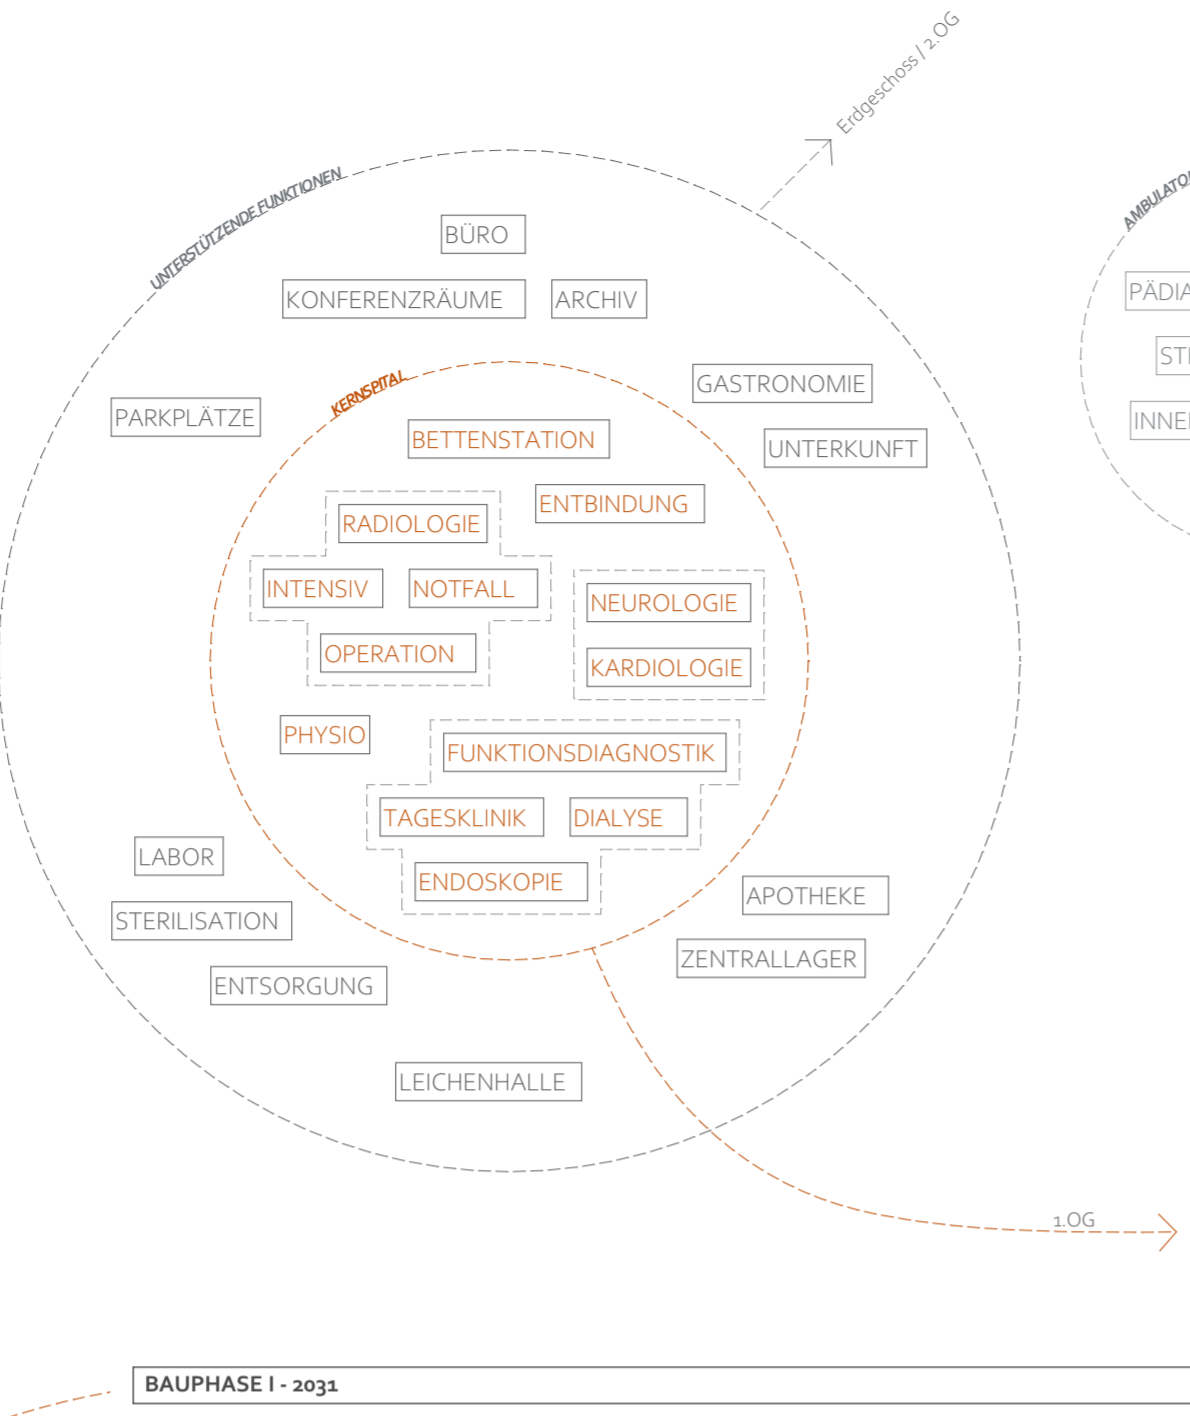 Erdgeschoss / 2.OG
UNTERSTÜTZENDE FUNKTIONEN
BÜRO
KONFERENZRÄUME
ARCHIV
GASTRONOMIE
PARKPLÄTZE
UNTERKUNFT
KERNSPITAL
BETTENSTATION
ENTBINDUNG
RADIOLOGIE
INTENSIV
NOTFALL
OPERATION
NEUROLOGIE
KARDIOLOGIE
PHYSIO
FUNKTIONSDIAGNOSTIK
TAGESKLINIK
DIALYSE
ENDOSKOPIE
LABOR
STERILISATION
ENTSORGUNG
APOTHEKE
ZENTRALLAGER
LEICHENHALLE
1.OG
BAUPHASE I - 2031